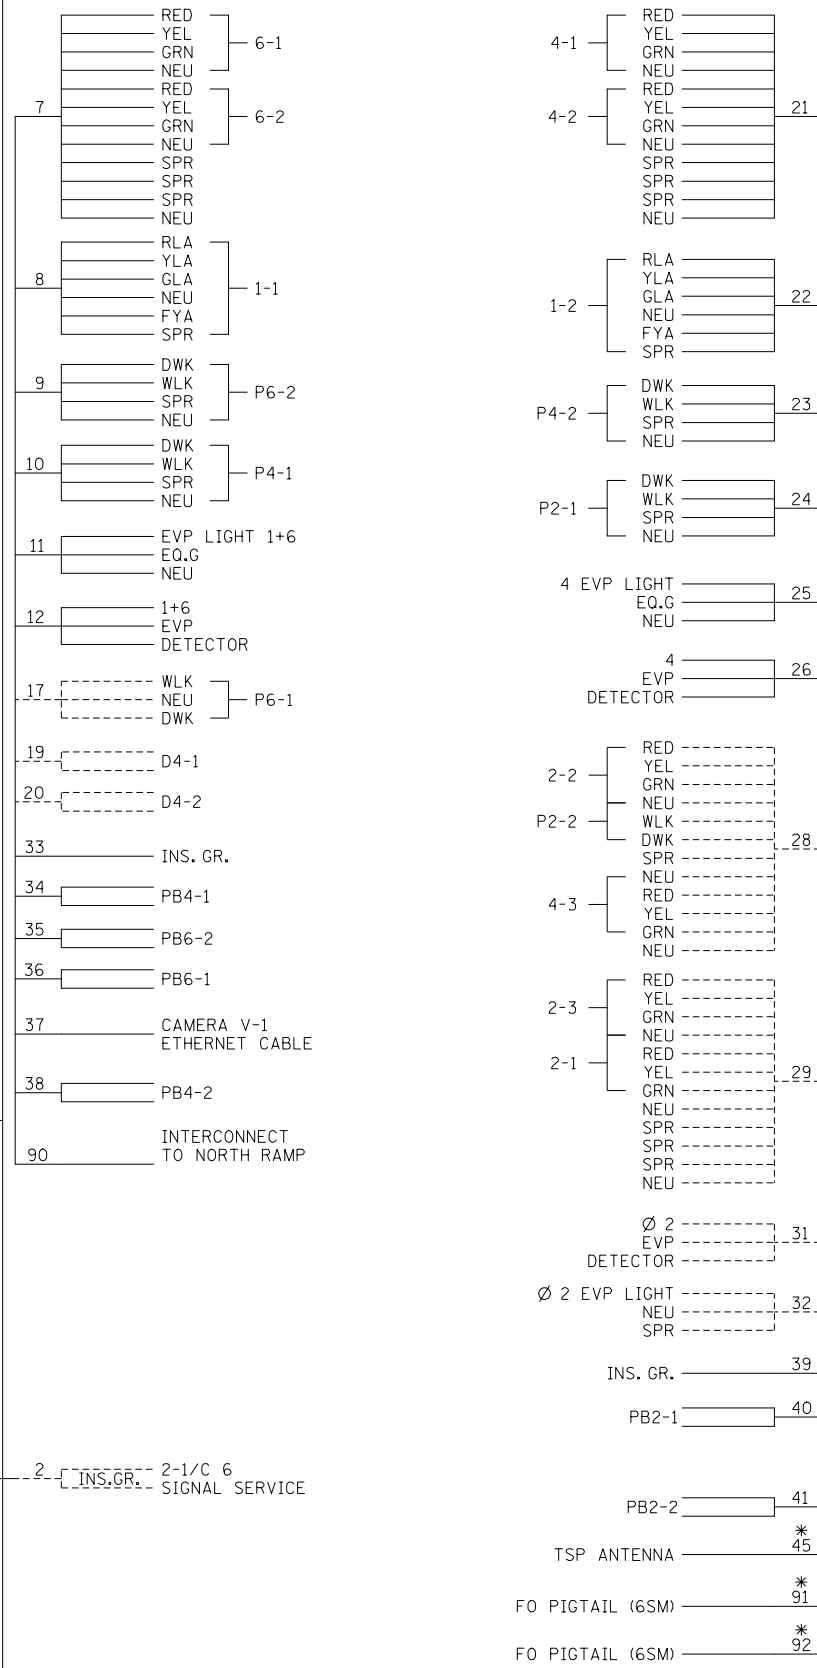 7
RED
YEL
GRN
NEU
6-1
RED
YEL
GRN
NEU
6-2
SPR
SPR
SPR
NEU
8
RLA
YLA
GLA
NEU
FYA
SPR
1-1
9
DWK
WLK
SPR
NEU
P6-2
10
DWK
WLK
SPR
NEU
P4-1
11
EVP LIGHT 1+6
EQ.G
NEU
12
1+6
EVP
DETECTOR
17
WLK
NEU
DWK
P6-1
19
D4-1
20
D4-2
33
INS. GR.
34
PB4-1
35
PB6-2
36
PB6-1
37
CAMERA V-1
ETHERNET CABLE
38
PB4-2
90
INTERCONNECT
TO NORTH RAMP
2
INS.GR.
2-1/C 6
SIGNAL SERVICE
4-1
RED
YEL
GRN
NEU
4-2
RED
YEL
GRN
NEU
SPR
SPR
SPR
NEU
21
1-2
RLA
YLA
GLA
NEU
FYA
SPR
22
P4-2
DWK
WLK
SPR
NEU
23
P2-1
DWK
WLK
SPR
NEU
24
4 EVP LIGHT
EQ.G
NEU
25
4
EVP
DETECTOR
26
2-2
RED
YEL
GRN
NEU
P2-2
WLK
DWK
SPR
NEU
4-3
RED
YEL
GRN
NEU
28
2-3
RED
YEL
GRN
NEU
2-1
RED
YEL
GRN
NEU
SPR
SPR
SPR
NEU
29
Ø 2
EVP
DETECTOR
31
Ø 2 EVP LIGHT
NEU
SPR
32
INS. GR.
39
PB2-1
40
PB2-2
41
TSP ANTENNA
*
45
FO PIGTAIL (6SM)
*
91
FO PIGTAIL (6SM)
*
92